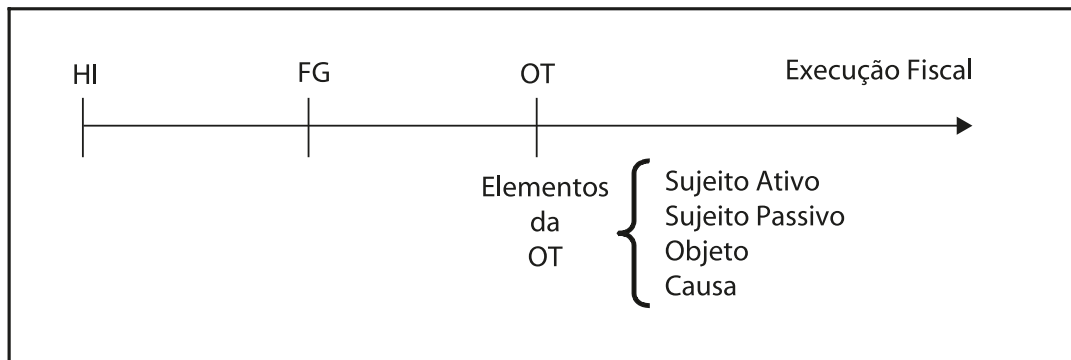 HI
FG
OT
Execução Fiscal
Elementos
da
OT
Sujeito Ativo
Sujeito Passivo
Objeto
Causa